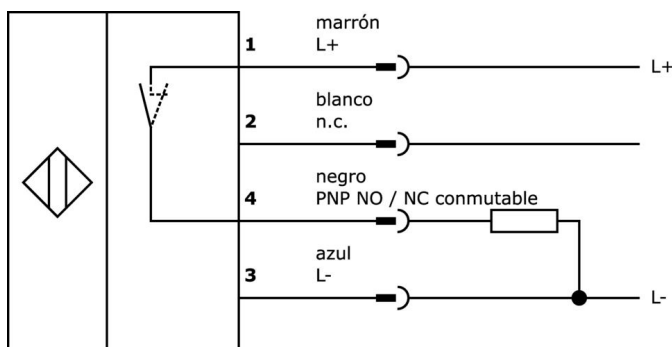 1
marrón
L+
L+
2
blanco
n.c.
4
negro
PNP NO / NC conmutable
3
azul
L-
L-